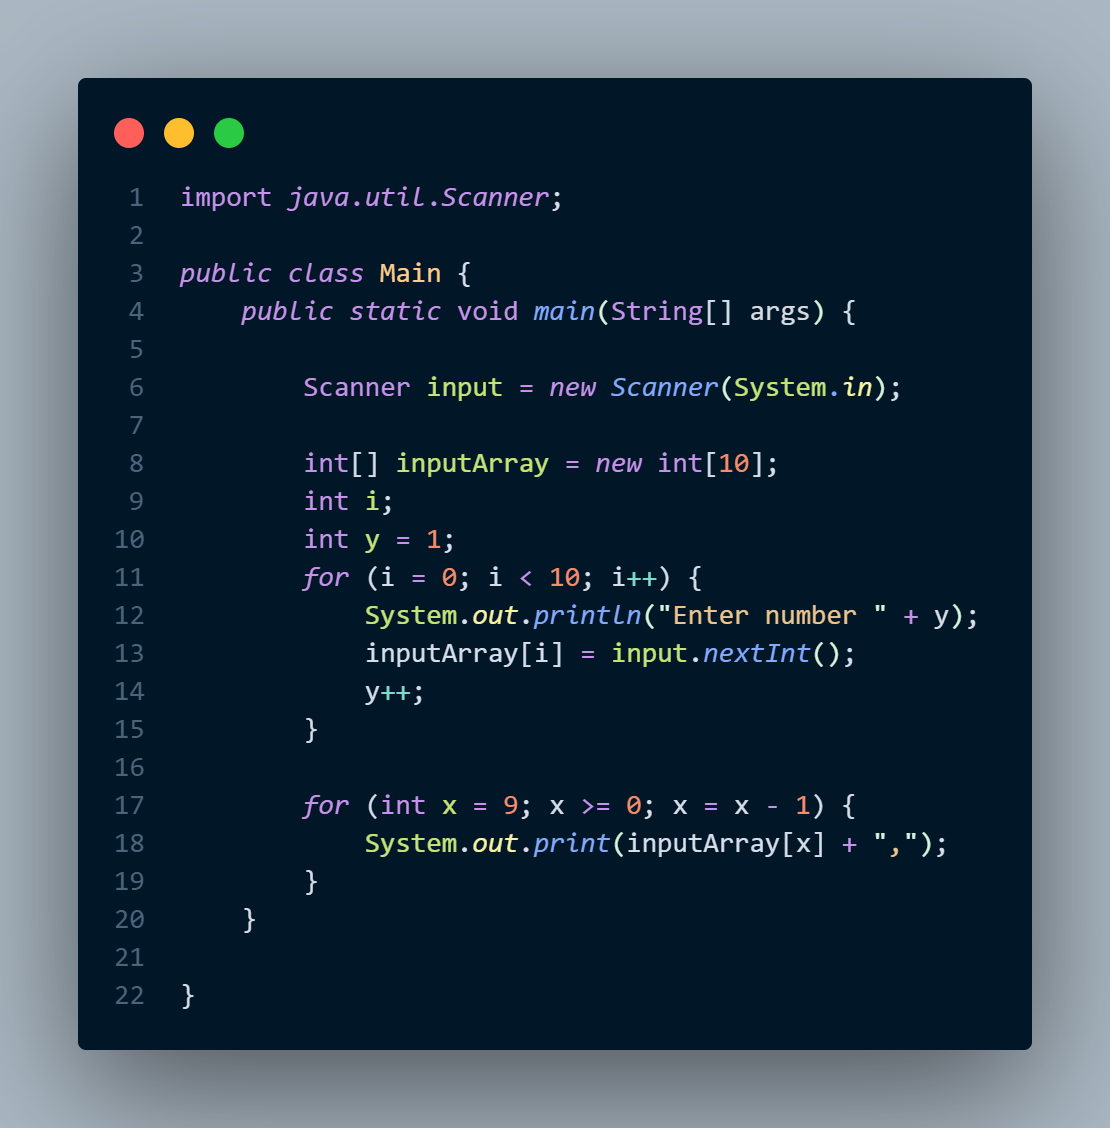 1 import java.util.Scanner;
2
3 public class Main {
4     public static void main(String[] args) {
5
6         Scanner input = new Scanner(System.in);
7
8         int[] inputArray = new int[10];
9         int i;
10         int y = 1;
11         for (i = 0; i < 10; i++) {
12             System.out.println("Enter number " + y);
13             inputArray[i] = input.nextInt();
14             y++;
15         }
16
17         for (int x = 9; x >= 0; x = x - 1) {
18             System.out.print(inputArray[x] + ",");
19         }
20     }
21
22 }